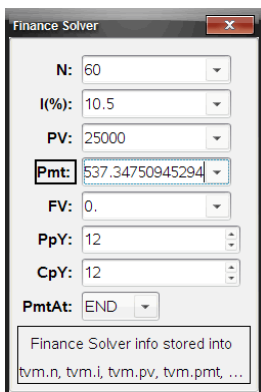 Finance Solver
x
N: 60
I(%): 10.5
PV: 25000
Pmt: 537.34750945294
FV: 0.
PpY: 12
CpY: 12
PmtAt: END
Finance Solver info stored into
tvm.n, tvm.i, tvm.pv, tvm.pmt, ...